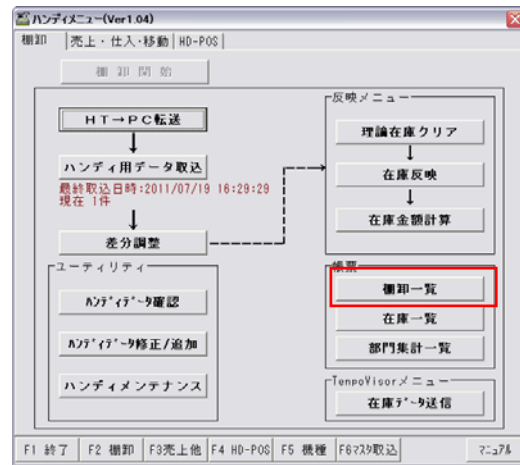 ハンディメニュー(Ver1.04)
棚卸
売上・仕入・移動
HD-POS
棚卸開始
HT→PC転送
ハンディ用データ取込
最終取込日時:2011/07/19 16:29:29
現在 1件
差分調整
反映メニュー
理論在庫クリア
在庫反映
在庫金額計算
ユーティリティ
ハンディデータ確認
ハンディデータ修正/追加
ハンディメンテナンス
帳票
棚卸一覧
在庫一覧
部門集計一覧
TenpoVisorメニュー
在庫データ送信
F1 終了
F2 棚卸
F3売上他
F4 HD-POS
F5 機種
F6マスタ取込
マニュアル